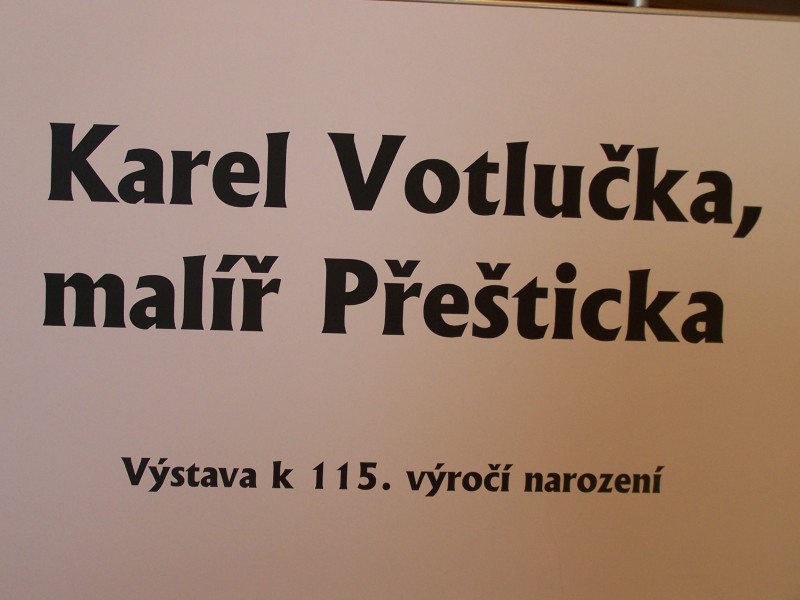 Karel Votlučka,
malíř Přešticka
Výstava k 115. výročí narození